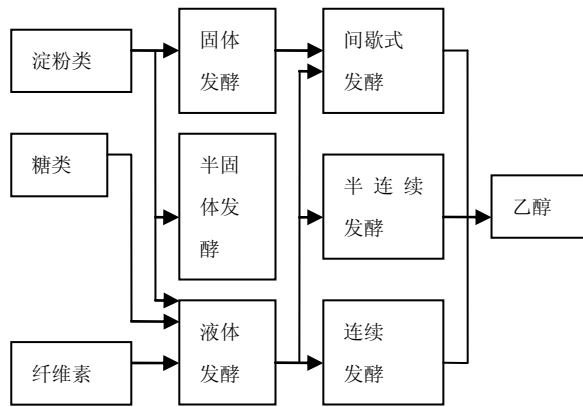 淀粉类
固体
发酵
间歇式
发酵
糖类
半固
体发
酵
半 连 续
发酵
乙醇
纤维素
液体
发酵
连续
发酵